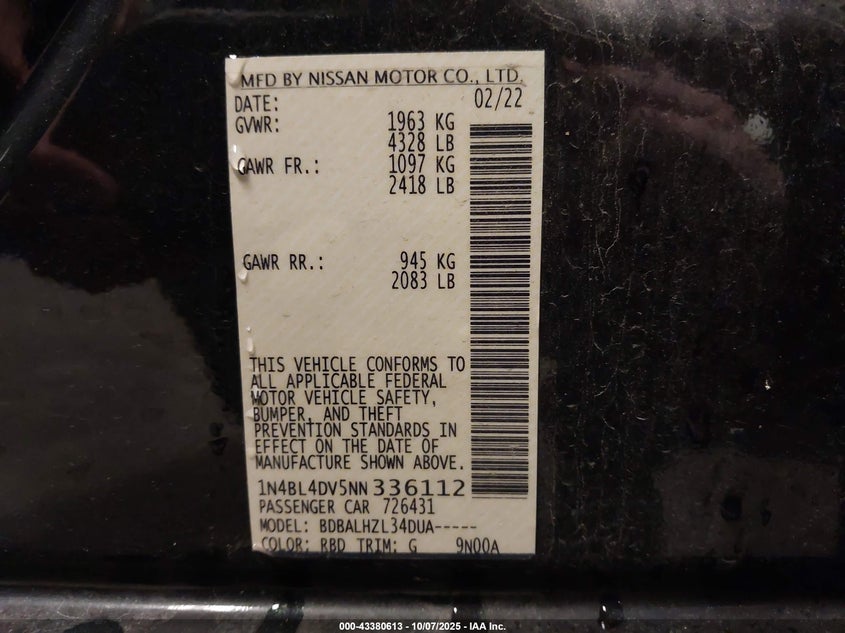 MFD BY NISSAN MOTOR CO., LTD.
DATE: 02/22
GVWR: 1963 KG
4328 LB
GAWR FR.: 1097 KG
2418 LB
GAWR RR.: 945 KG
2083 LB
THIS VEHICLE CONFORMS TO
ALL APPLICABLE FEDERAL
MOTOR VEHICLE SAFETY,
BUMPER, AND THEFT
PREVENTION STANDARDS IN
EFFECT ON THE DATE OF
MANUFACTURE SHOWN ABOVE.
1N4BL4DV5NN336112
PASSENGER CAR 726431
MODEL: BDBALHZL34DUA-----
COLOR: RBD TRIM: G 9N00A
000-43380613 - 10/07/2025 - IAA Inc.